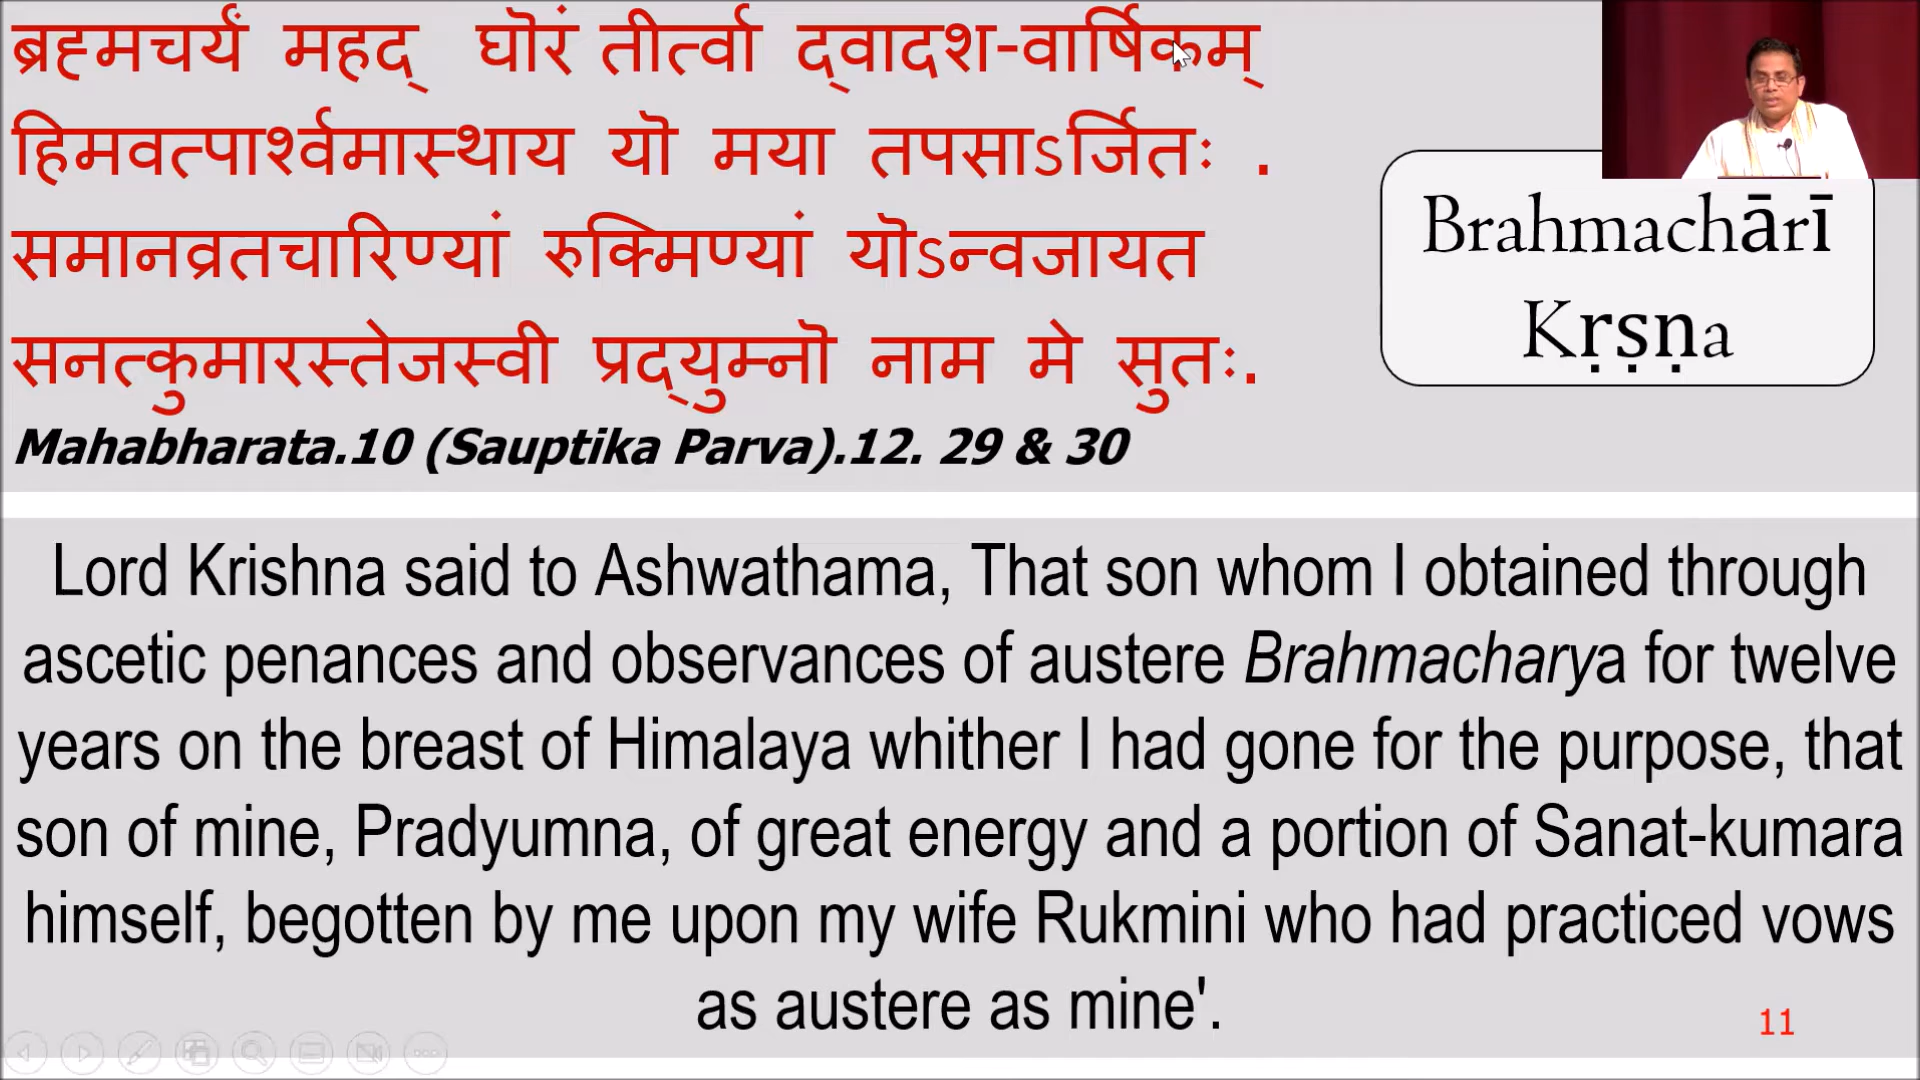 ब्रह्मचर्यं महद् घॊरं तीर्त्वा द्वादश-वार्षिकम्
हिमवत्पार्श्वमास्थाय यॊ मया तपसाऽर्जितः .
समानव्रतचारिण्यां रुक्मिण्यां यॊऽन्वजायत
सनत्कुमारस्तेजस्वी प्रद्युम्नॊ नाम मे सुतः.
Mahabharata.10 (Sauptika Parva).12. 29 & 30
Brahmachārī
Kṛṣṇa
Lord Krishna said to Ashwathama, That son whom I obtained through
ascetic penances and observances of austere Brahmacharya for twelve
years on the breast of Himalaya whither I had gone for the purpose, that
son of mine, Pradyumna, of great energy and a portion of Sanat-kumara
himself, begotten by me upon my wife Rukmini who had practiced vows
as austere as mine'.
11